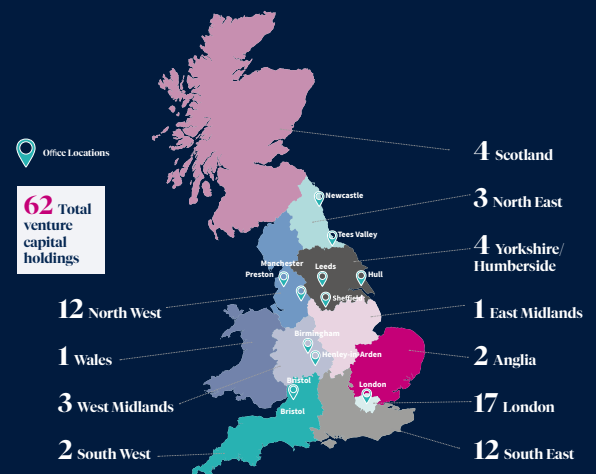 Office Locations
62 Total
venture
capital
holdings
4 Scotland
Newcastle
3 North East
Tees Valley
4 Yorkshire/
Humberside
Manchester
Leeds
Preston
Hull
Sheffield
12 North West
1 East Midlands
Birmingham
1 Wales
Henley-in-Arden
2 Anglia
Bristol
London
3 West Midlands
Bristol
17 London
2 South West
12 South East